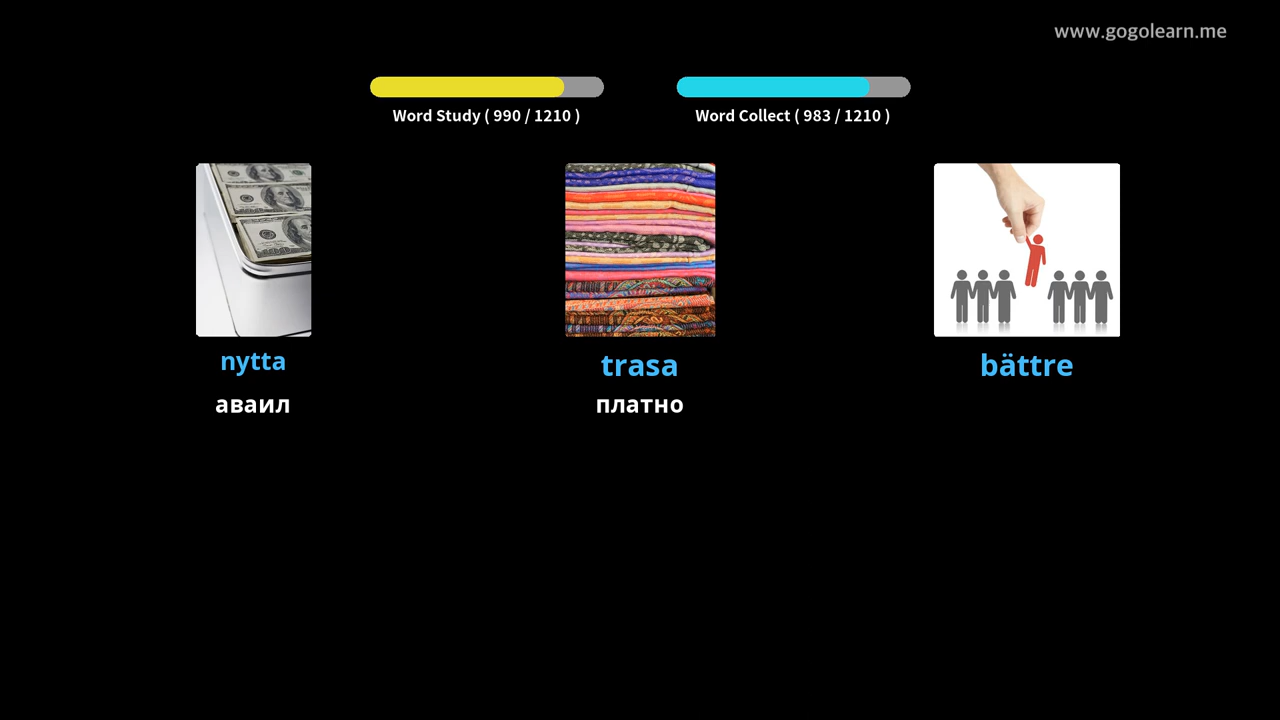 www.gogolearn.me
Word Study ( 990 / 1210 )
Word Collect ( 983 / 1210 )
nytta
trasa
bättre
аваил
платно